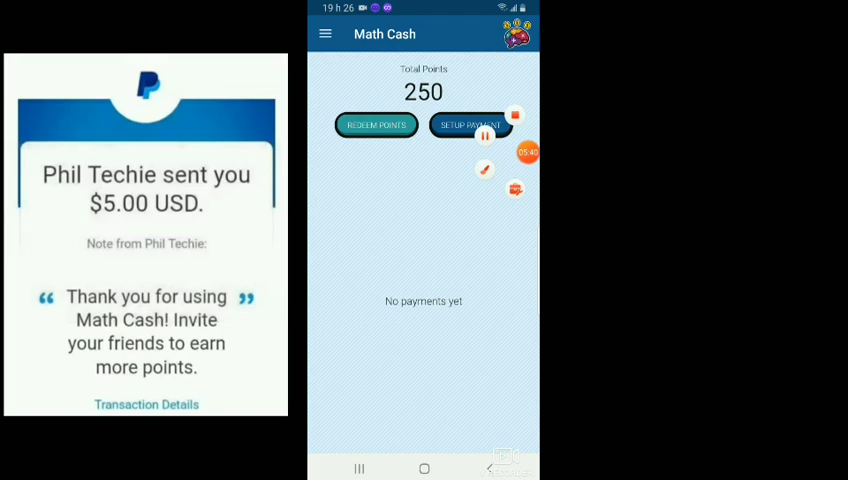 Phil Techie sent you
$5.00 USD.
Note from Phil Techie:
“ Thank you for using ”
Math Cash! Invite
your friends to earn
more points.
Transaction Details
19 h 26
Math Cash
Total Points
250
REDEEM POINTS
SETUP PAYMENT
05:40
No payments yet
RECORDER